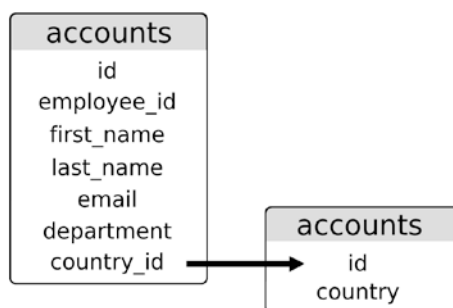 accounts
id
employee_id
first_name
last_name
email
department
country_id
accounts
id
country